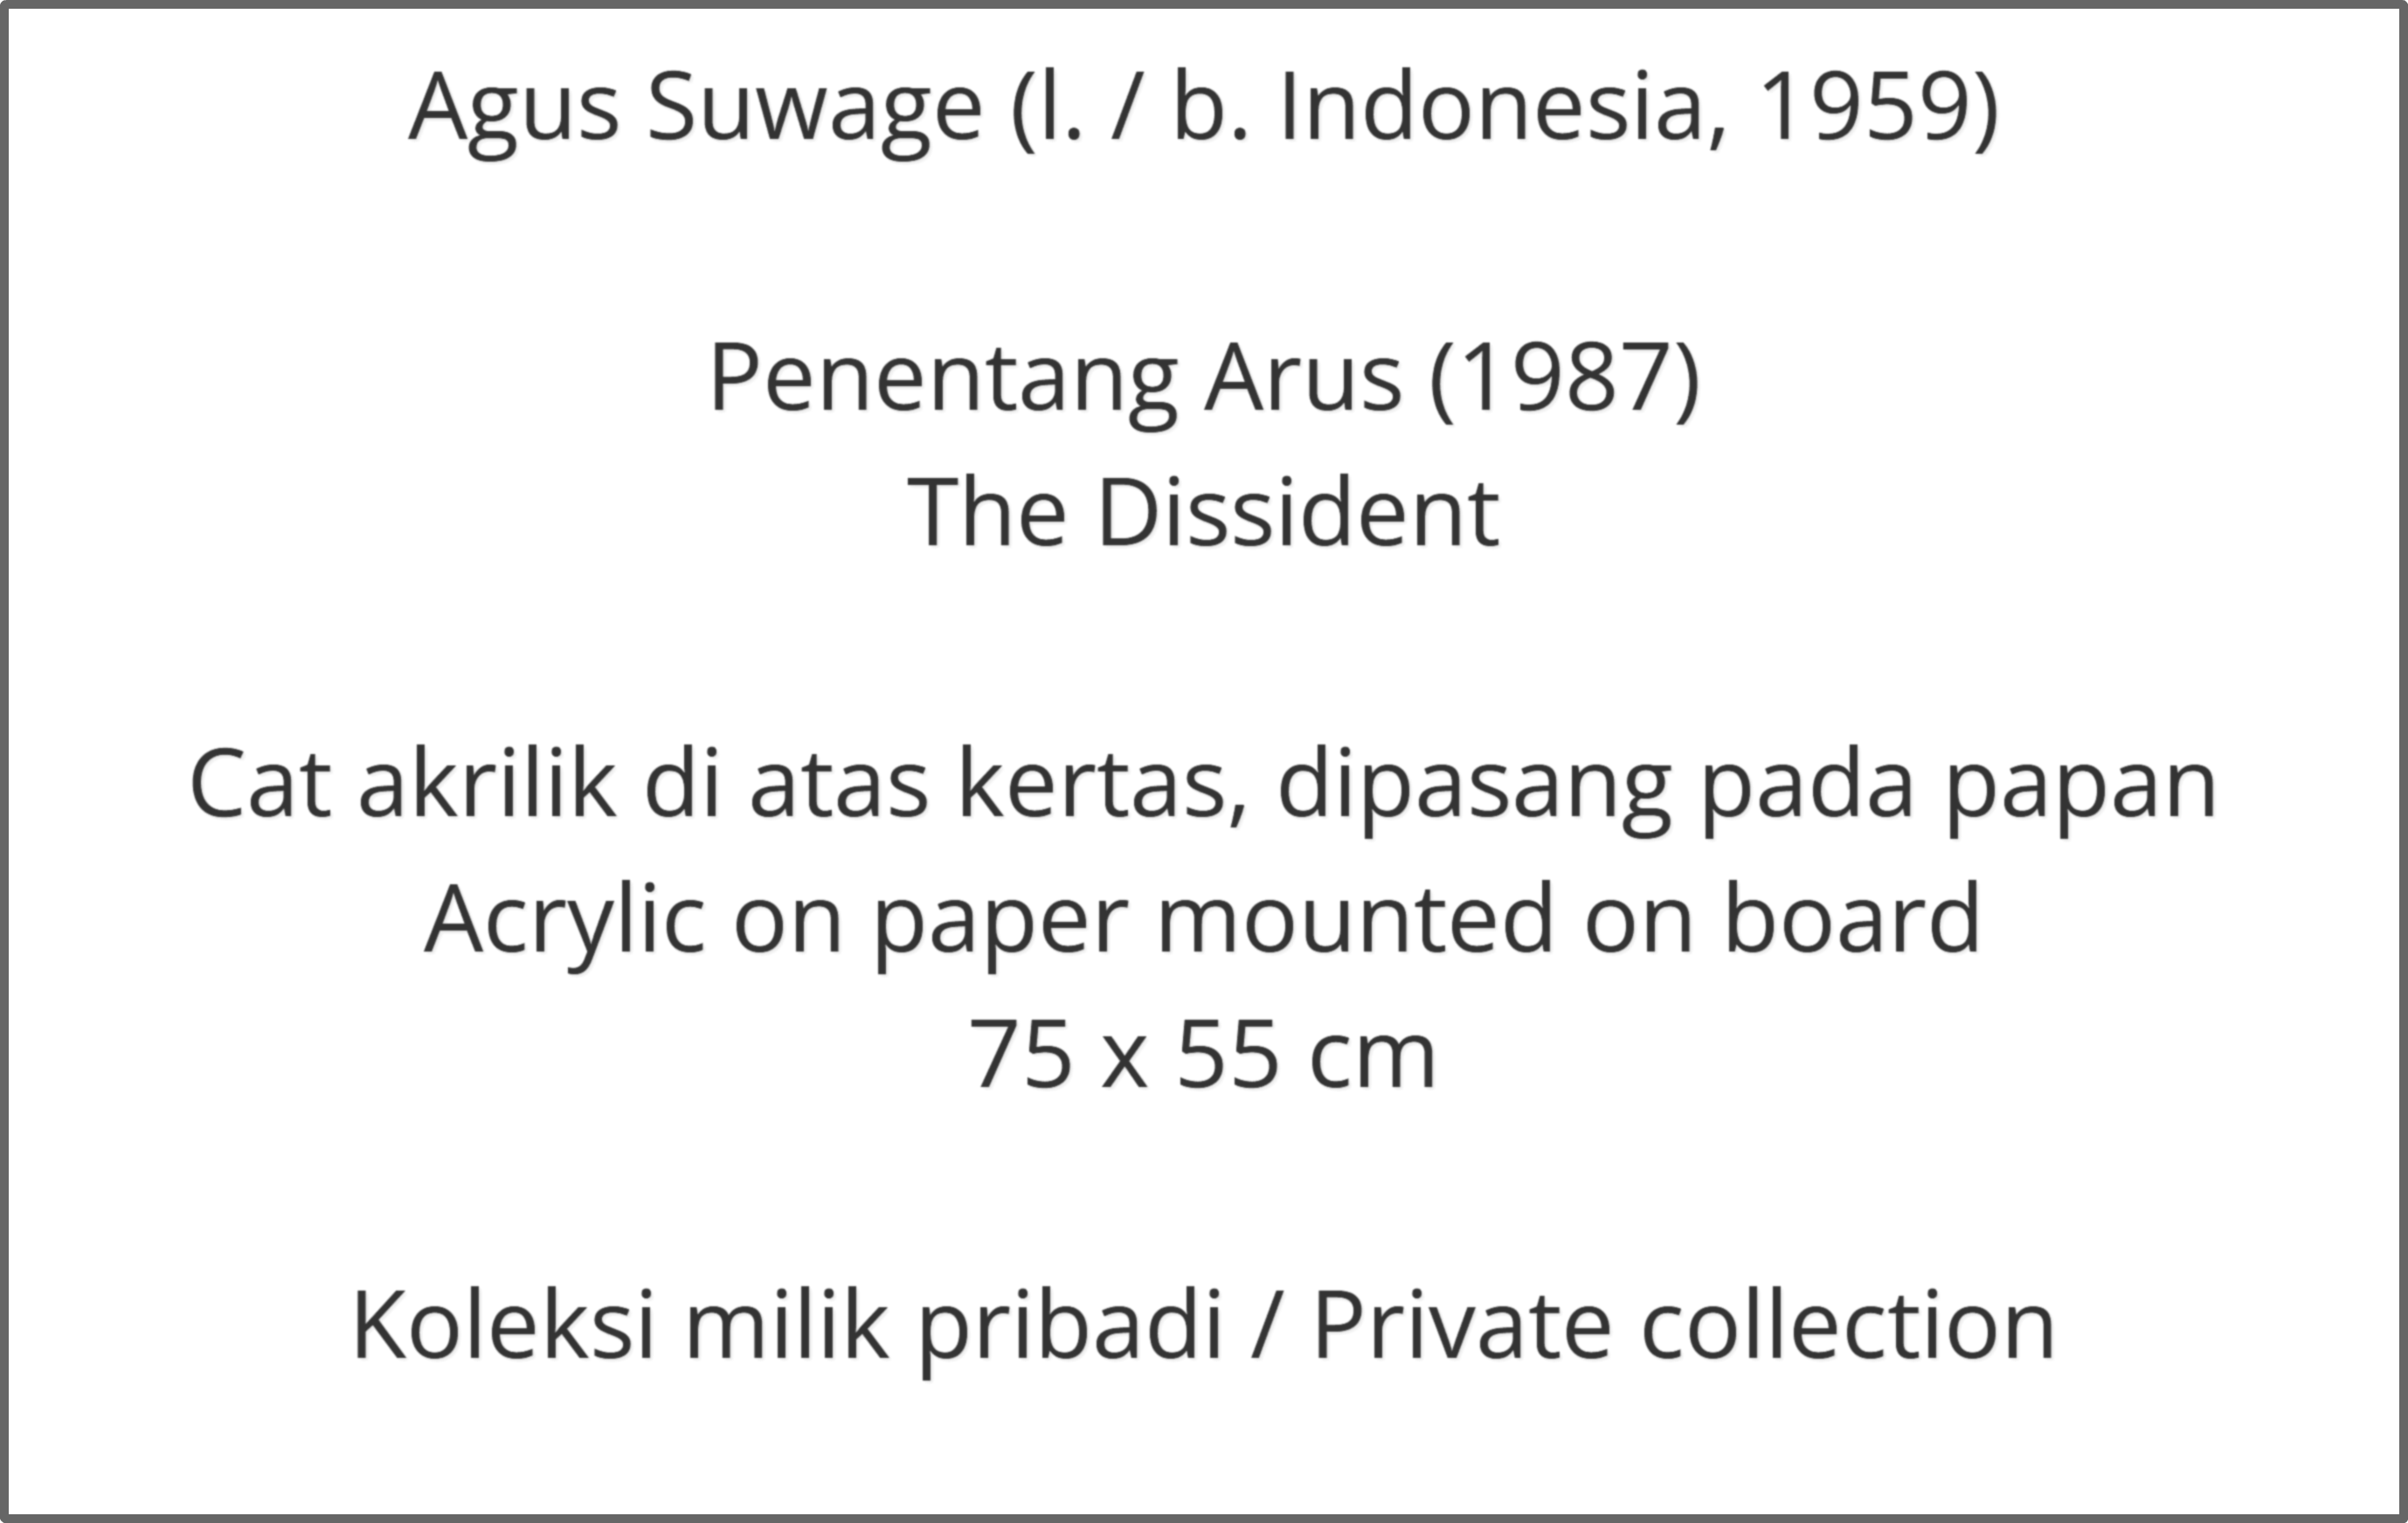 Agus Suwage (l. / b. Indonesia, 1959)
Penentang Arus (1987)
The Dissident
Cat akrilik di atas kertas, dipasang pada papan
Acrylic on paper mounted on board
75 x 55 cm
Koleksi milik pribadi / Private collection